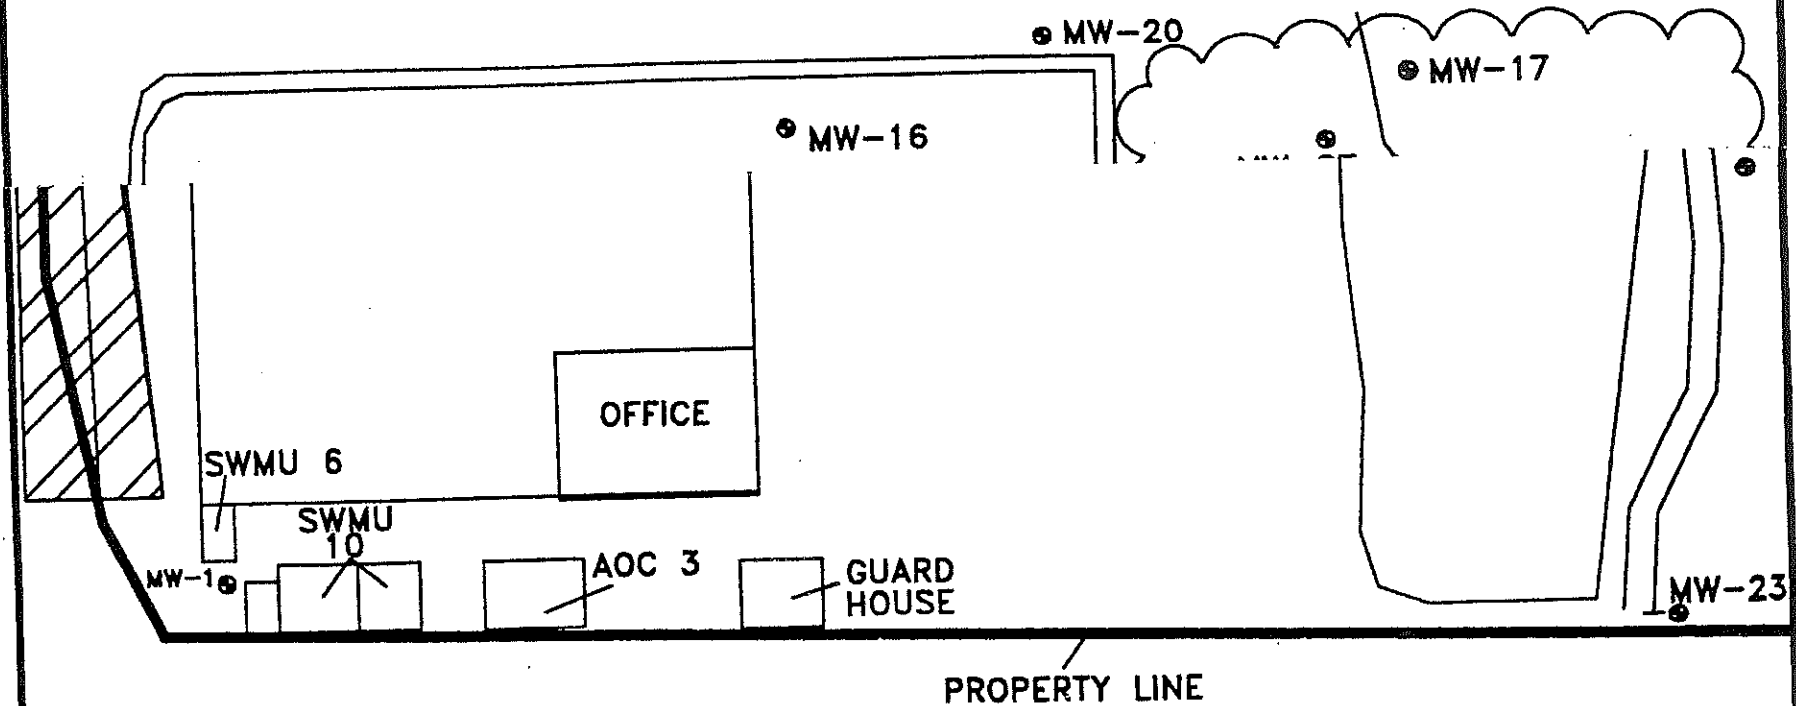 MW-20
MW-17
MW-16
OFFICE
SWMU 6
SWMU
10
MW-1
AOC 3
GUARD
HOUSE
MW-23
PROPERTY LINE